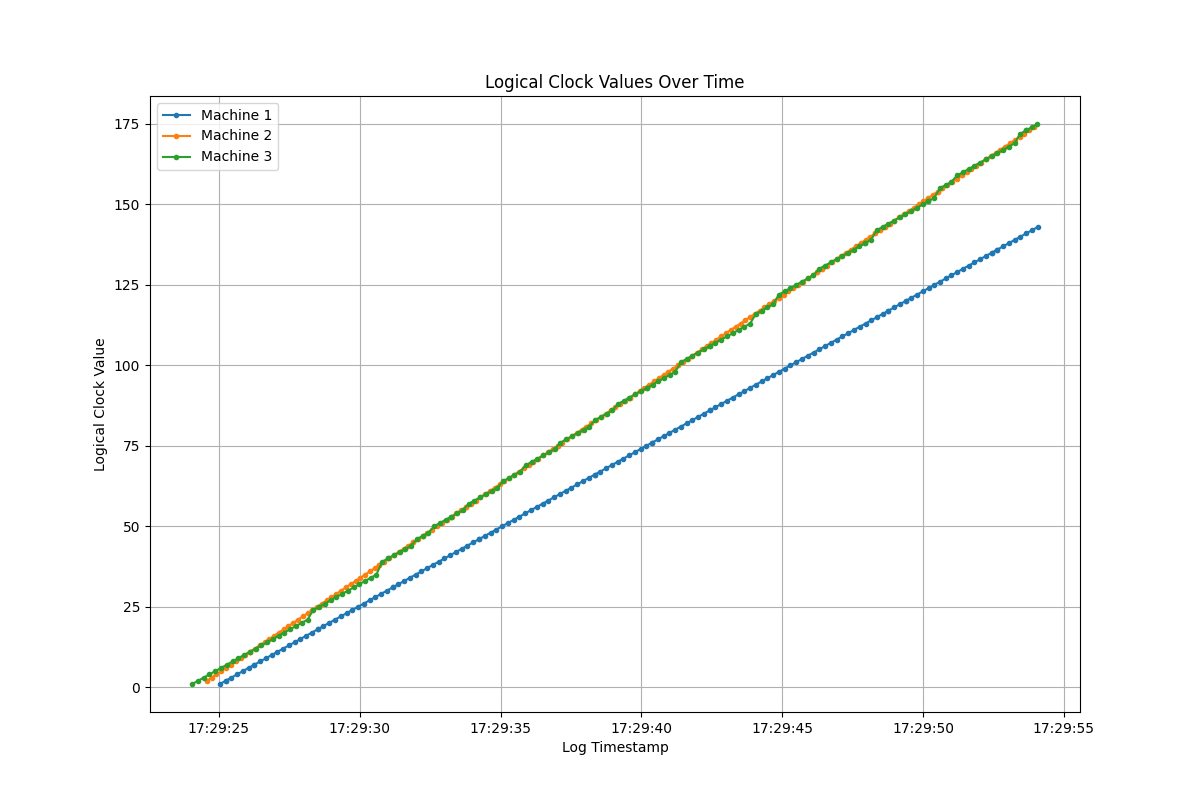 Logical Clock Values Over Time
Machine 1
Machine 2
Machine 3
175
150
125
100
75
50
25
0
Logical Clock Value
17:29:25 17:29:30 17:29:35 17:29:40 17:29:45 17:29:50 17:29:55
Log Timestamp